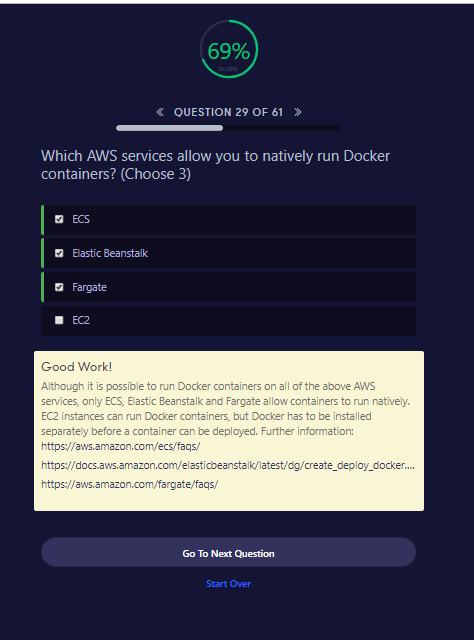 69%
SCORE
QUESTION 29 OF 61
Which AWS services allow you to natively run Docker
containers? (Choose 3)
ECS
Elastic Beanstalk
Fargate
EC2
Good Work!
Although it is possible to run Docker containers on all of the above AWS
services, only ECS, Elastic Beanstalk and Fargate allow containers to run natively.
EC2 instances can run Docker containers, but Docker has to be installed
separately before a container can be deployed. Further information:
https://aws.amazon.com/ecs/faqs/
https://docs.aws.amazon.com/elasticbeanstalk/latest/dg/create_deploy_docker....
https://aws.amazon.com/fargate/faqs/
Go To Next Question
Start Over